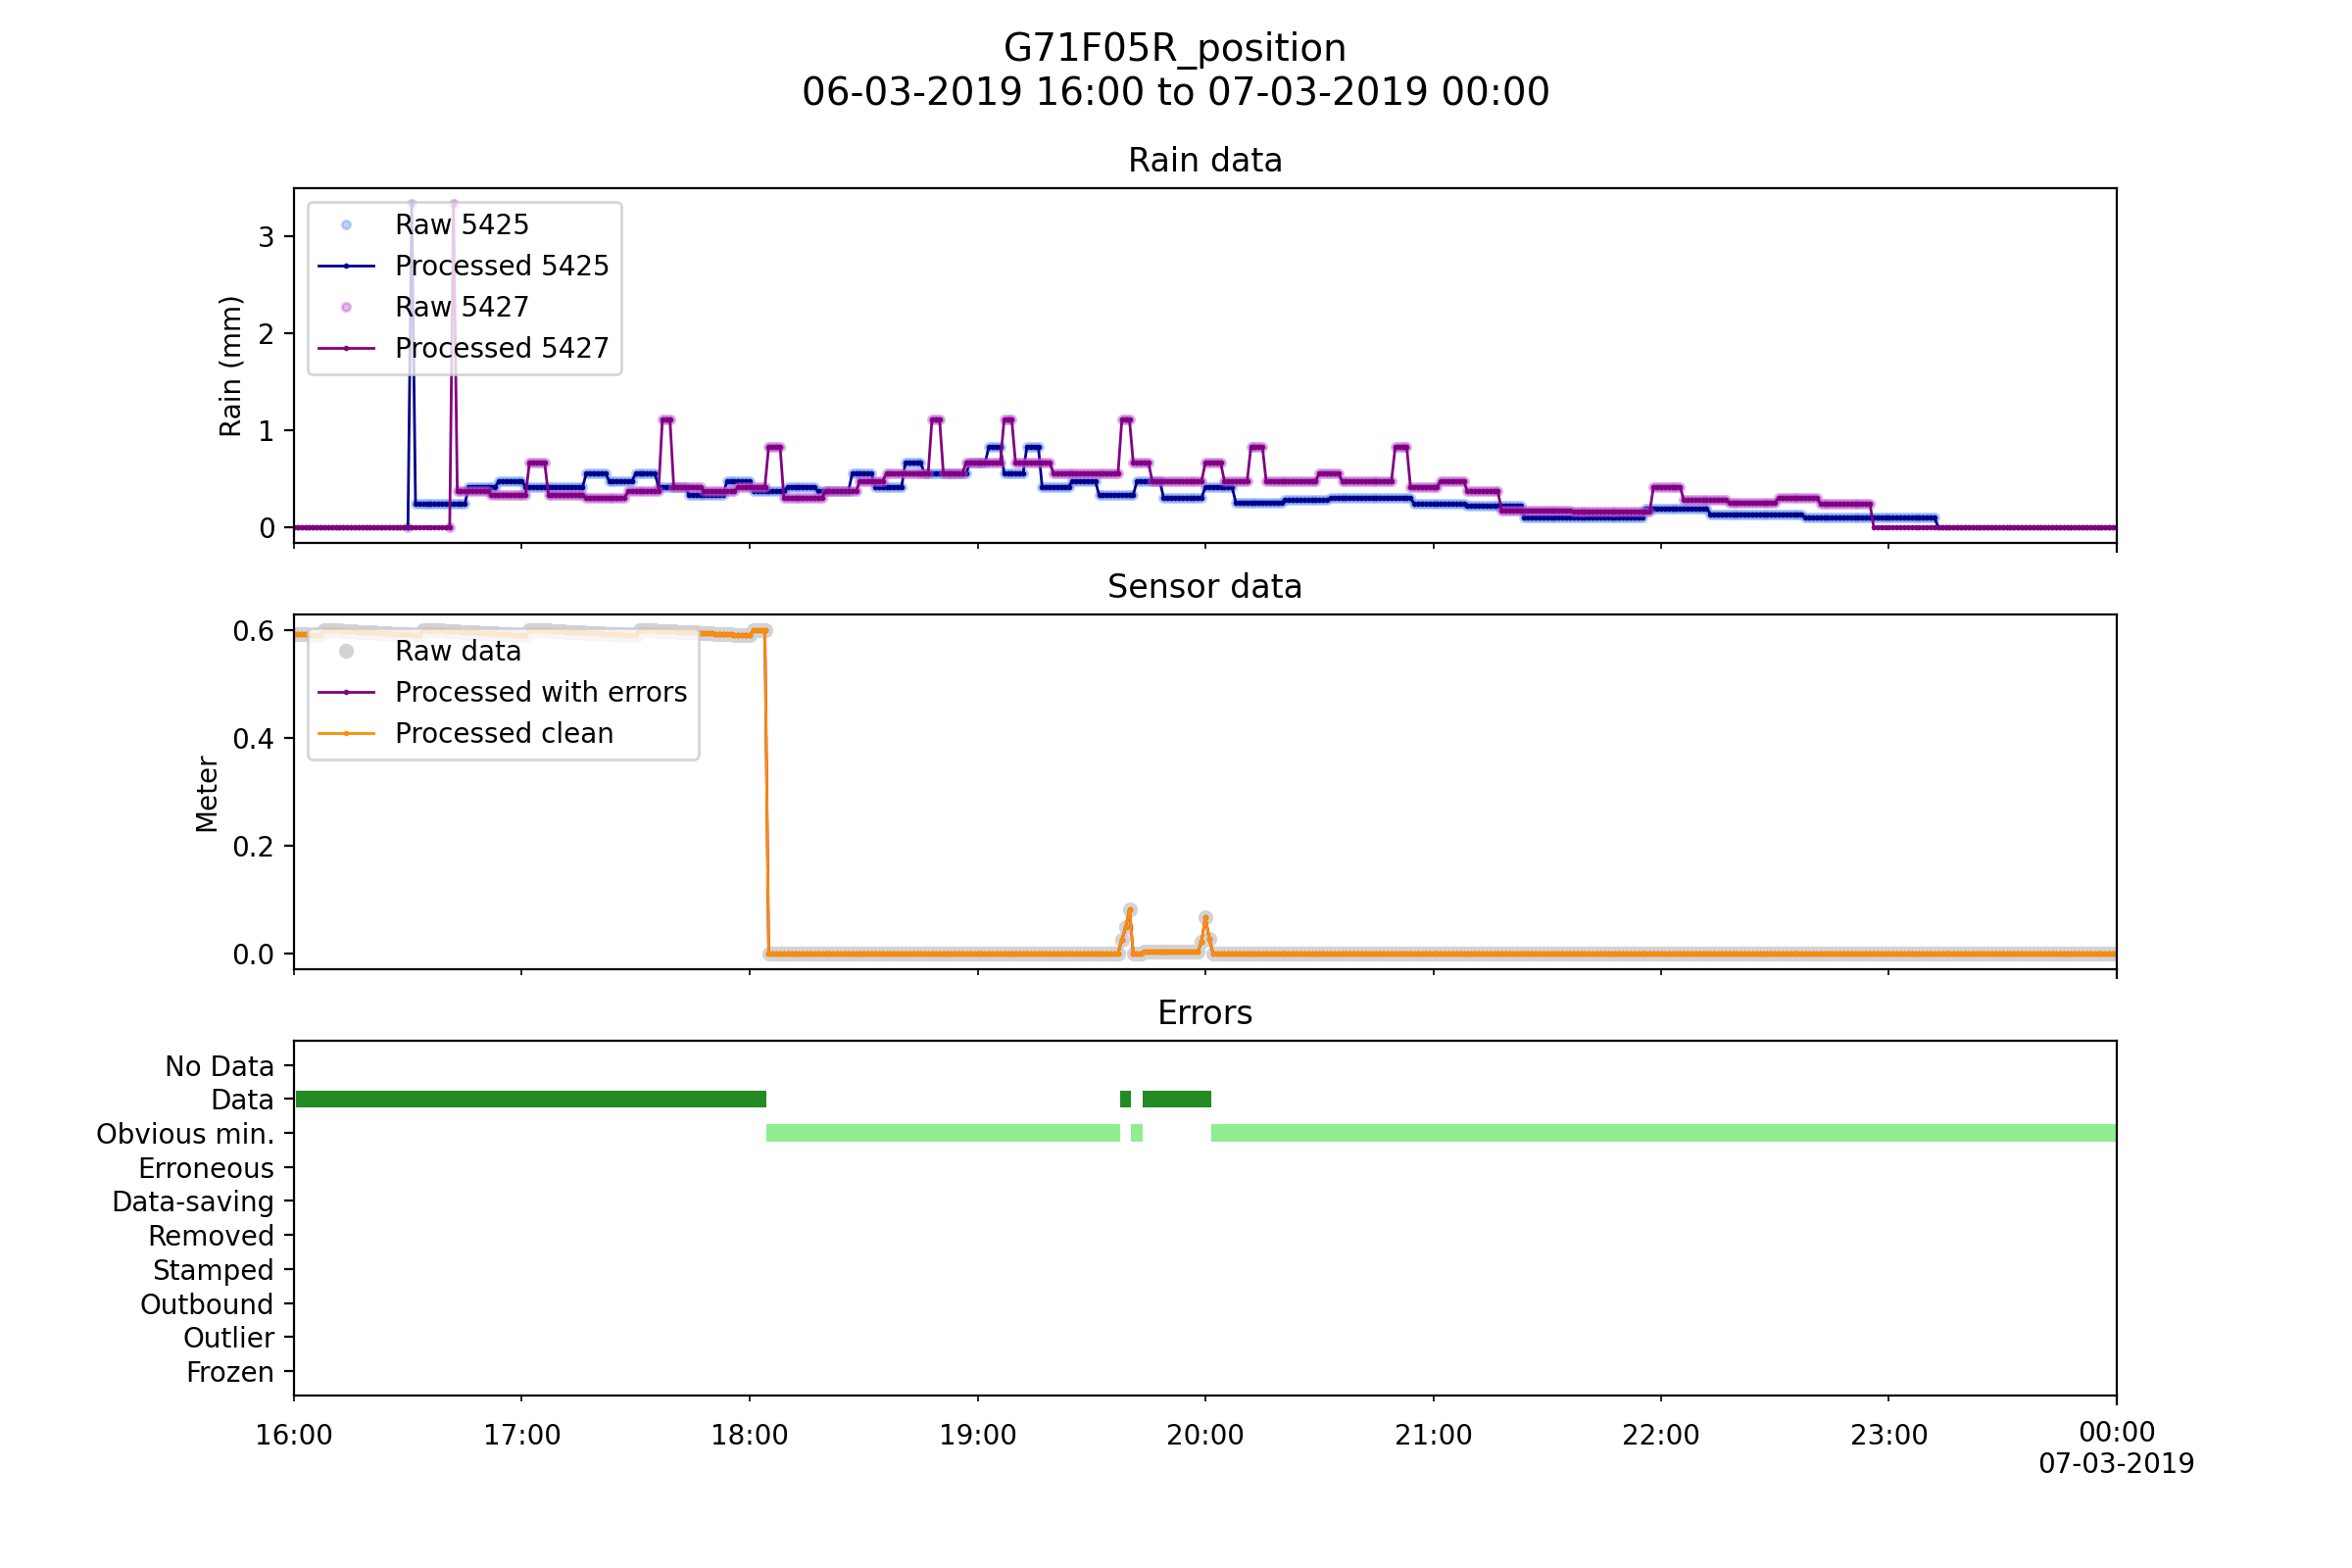 G71F05R_position
06-03-2019 16:00 to 07-03-2019 00:00
Rain data
Rain (mm)
3
2
1
0
Raw 5425
Processed 5425
Raw 5427
Processed 5427
Sensor data
Meter
0.6
0.4
0.2
0.0
Raw data
Processed with errors
Processed clean
Errors
No Data
Data
Obvious min.
Erroneous
Data-saving
Removed
Stamped
Outbound
Outlier
Frozen
16:00 17:00 18:00 19:00 20:00 21:00 22:00 23:00 00:00
07-03-2019